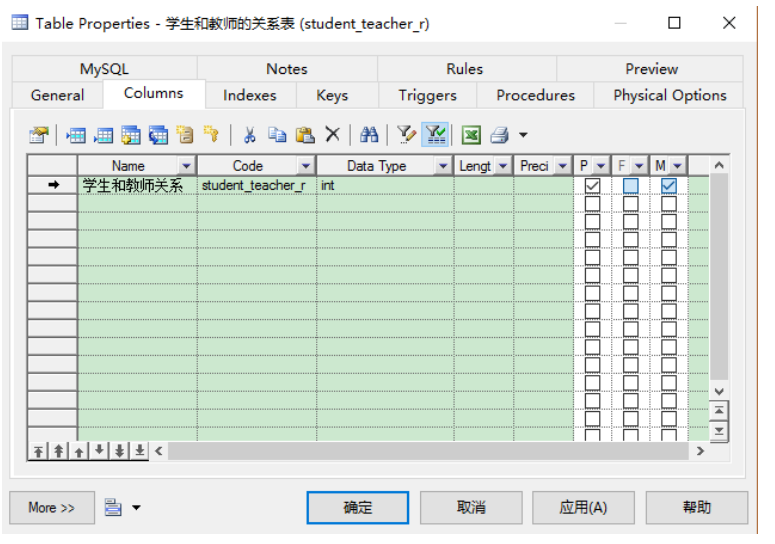 Table Properties - 学生和教师的关系表 (student_teacher_r)
MySQL Notes Rules Preview
General Columns Indexes Keys Triggers Procedures Physical Options
Name Code Data Type Lengt Preci P F M
学生和教师关系 student_teacher_r int
More >> 确定 取消 应用(A) 帮助